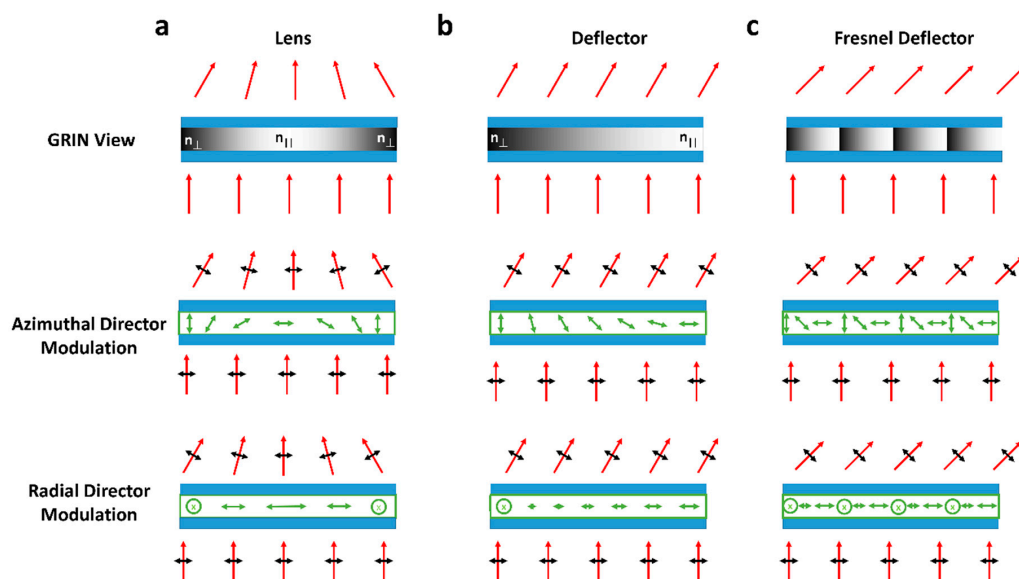 a
b
c
Lens
Deflector
Fresnel Deflector
GRIN View
n⊥
n||
n⊥
n⊥
n||
Azimuthal Director
Modulation
Radial Director
Modulation
x
x
x
x
x
x
x